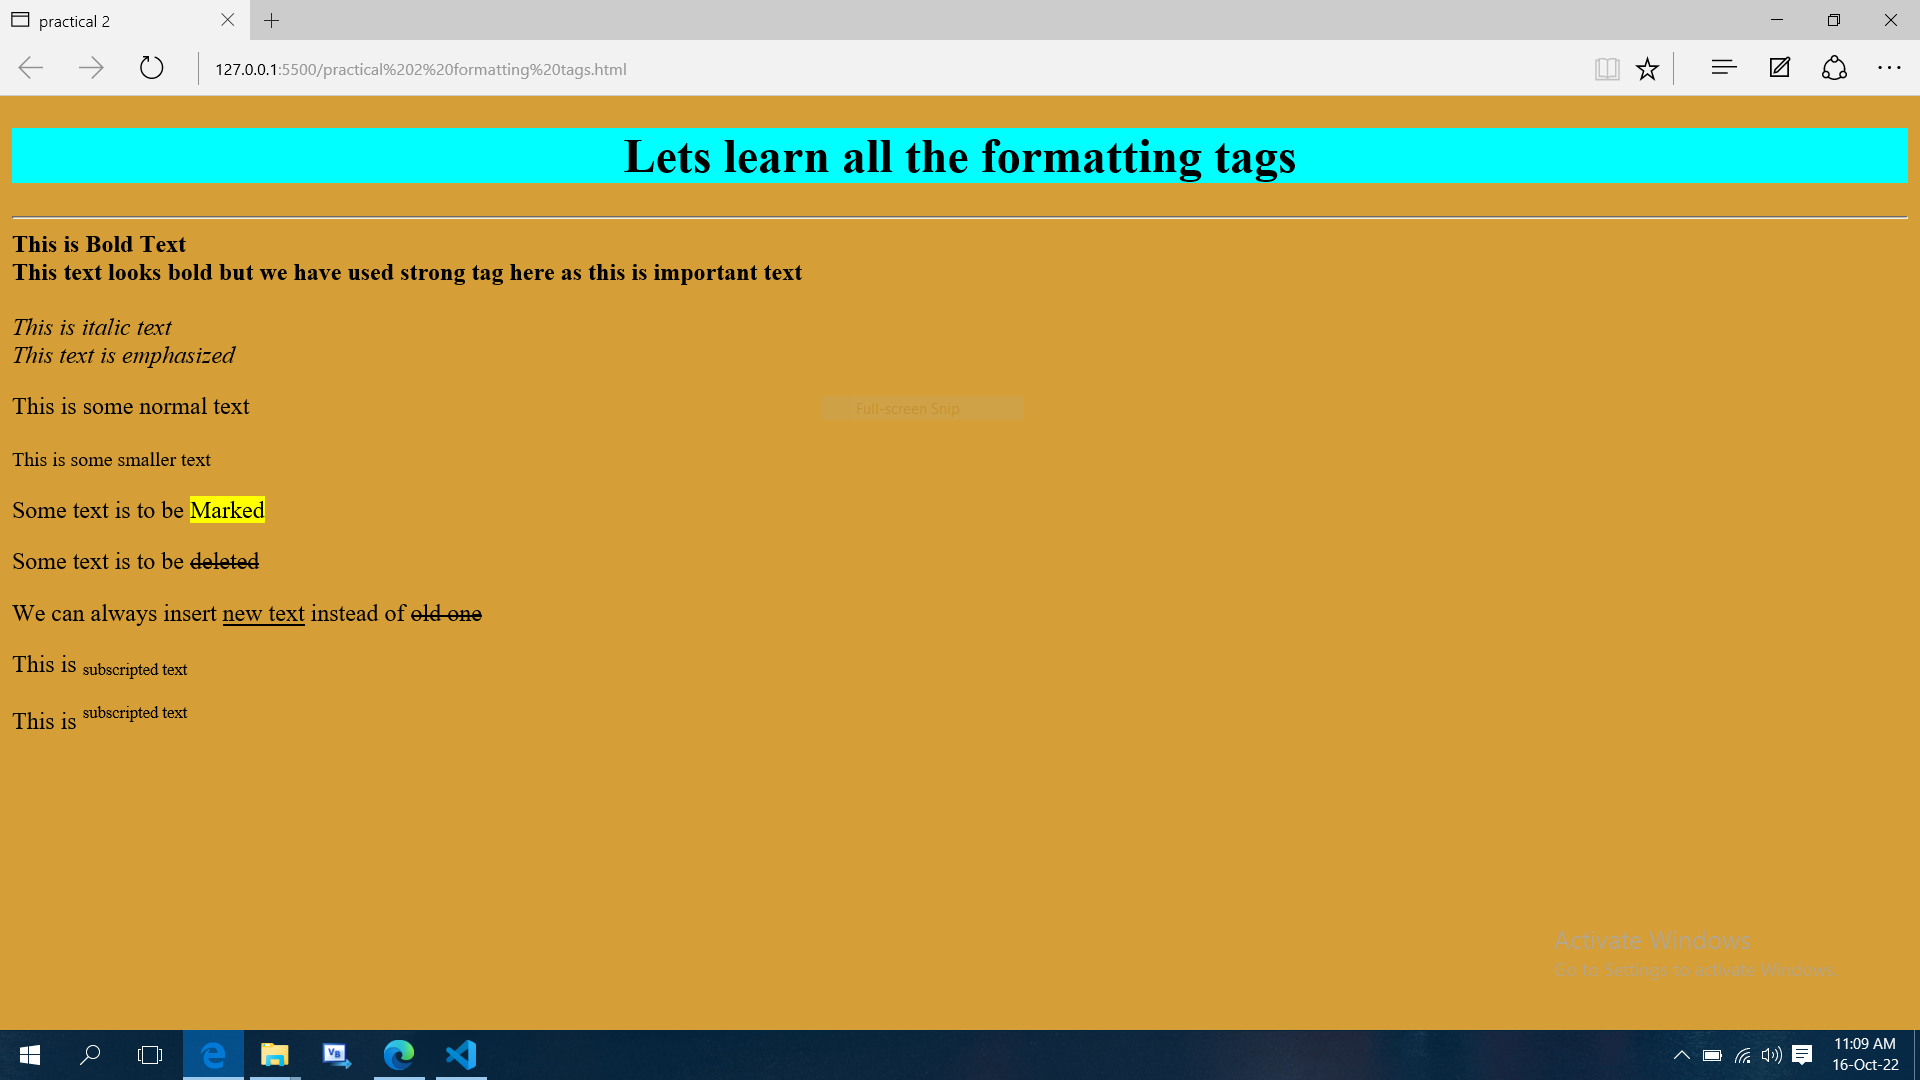 practical 2
127.0.0.1:5500/practical%202%20formatting%20tags.html
Lets learn all the formatting tags
This is Bold Text
This text looks bold but we have used strong tag here as this is important text
This is italic text
This text is emphasized
This is some normal text
Full-screen Snip
This is some smaller text
Some text is to be Marked
Some text is to be deleted
We can always insert new text instead of old one
This is subscripted text
This is subscripted text
Activate Windows
Go to Settings to activate Windows.
VB
11:09 AM
16-Oct-22